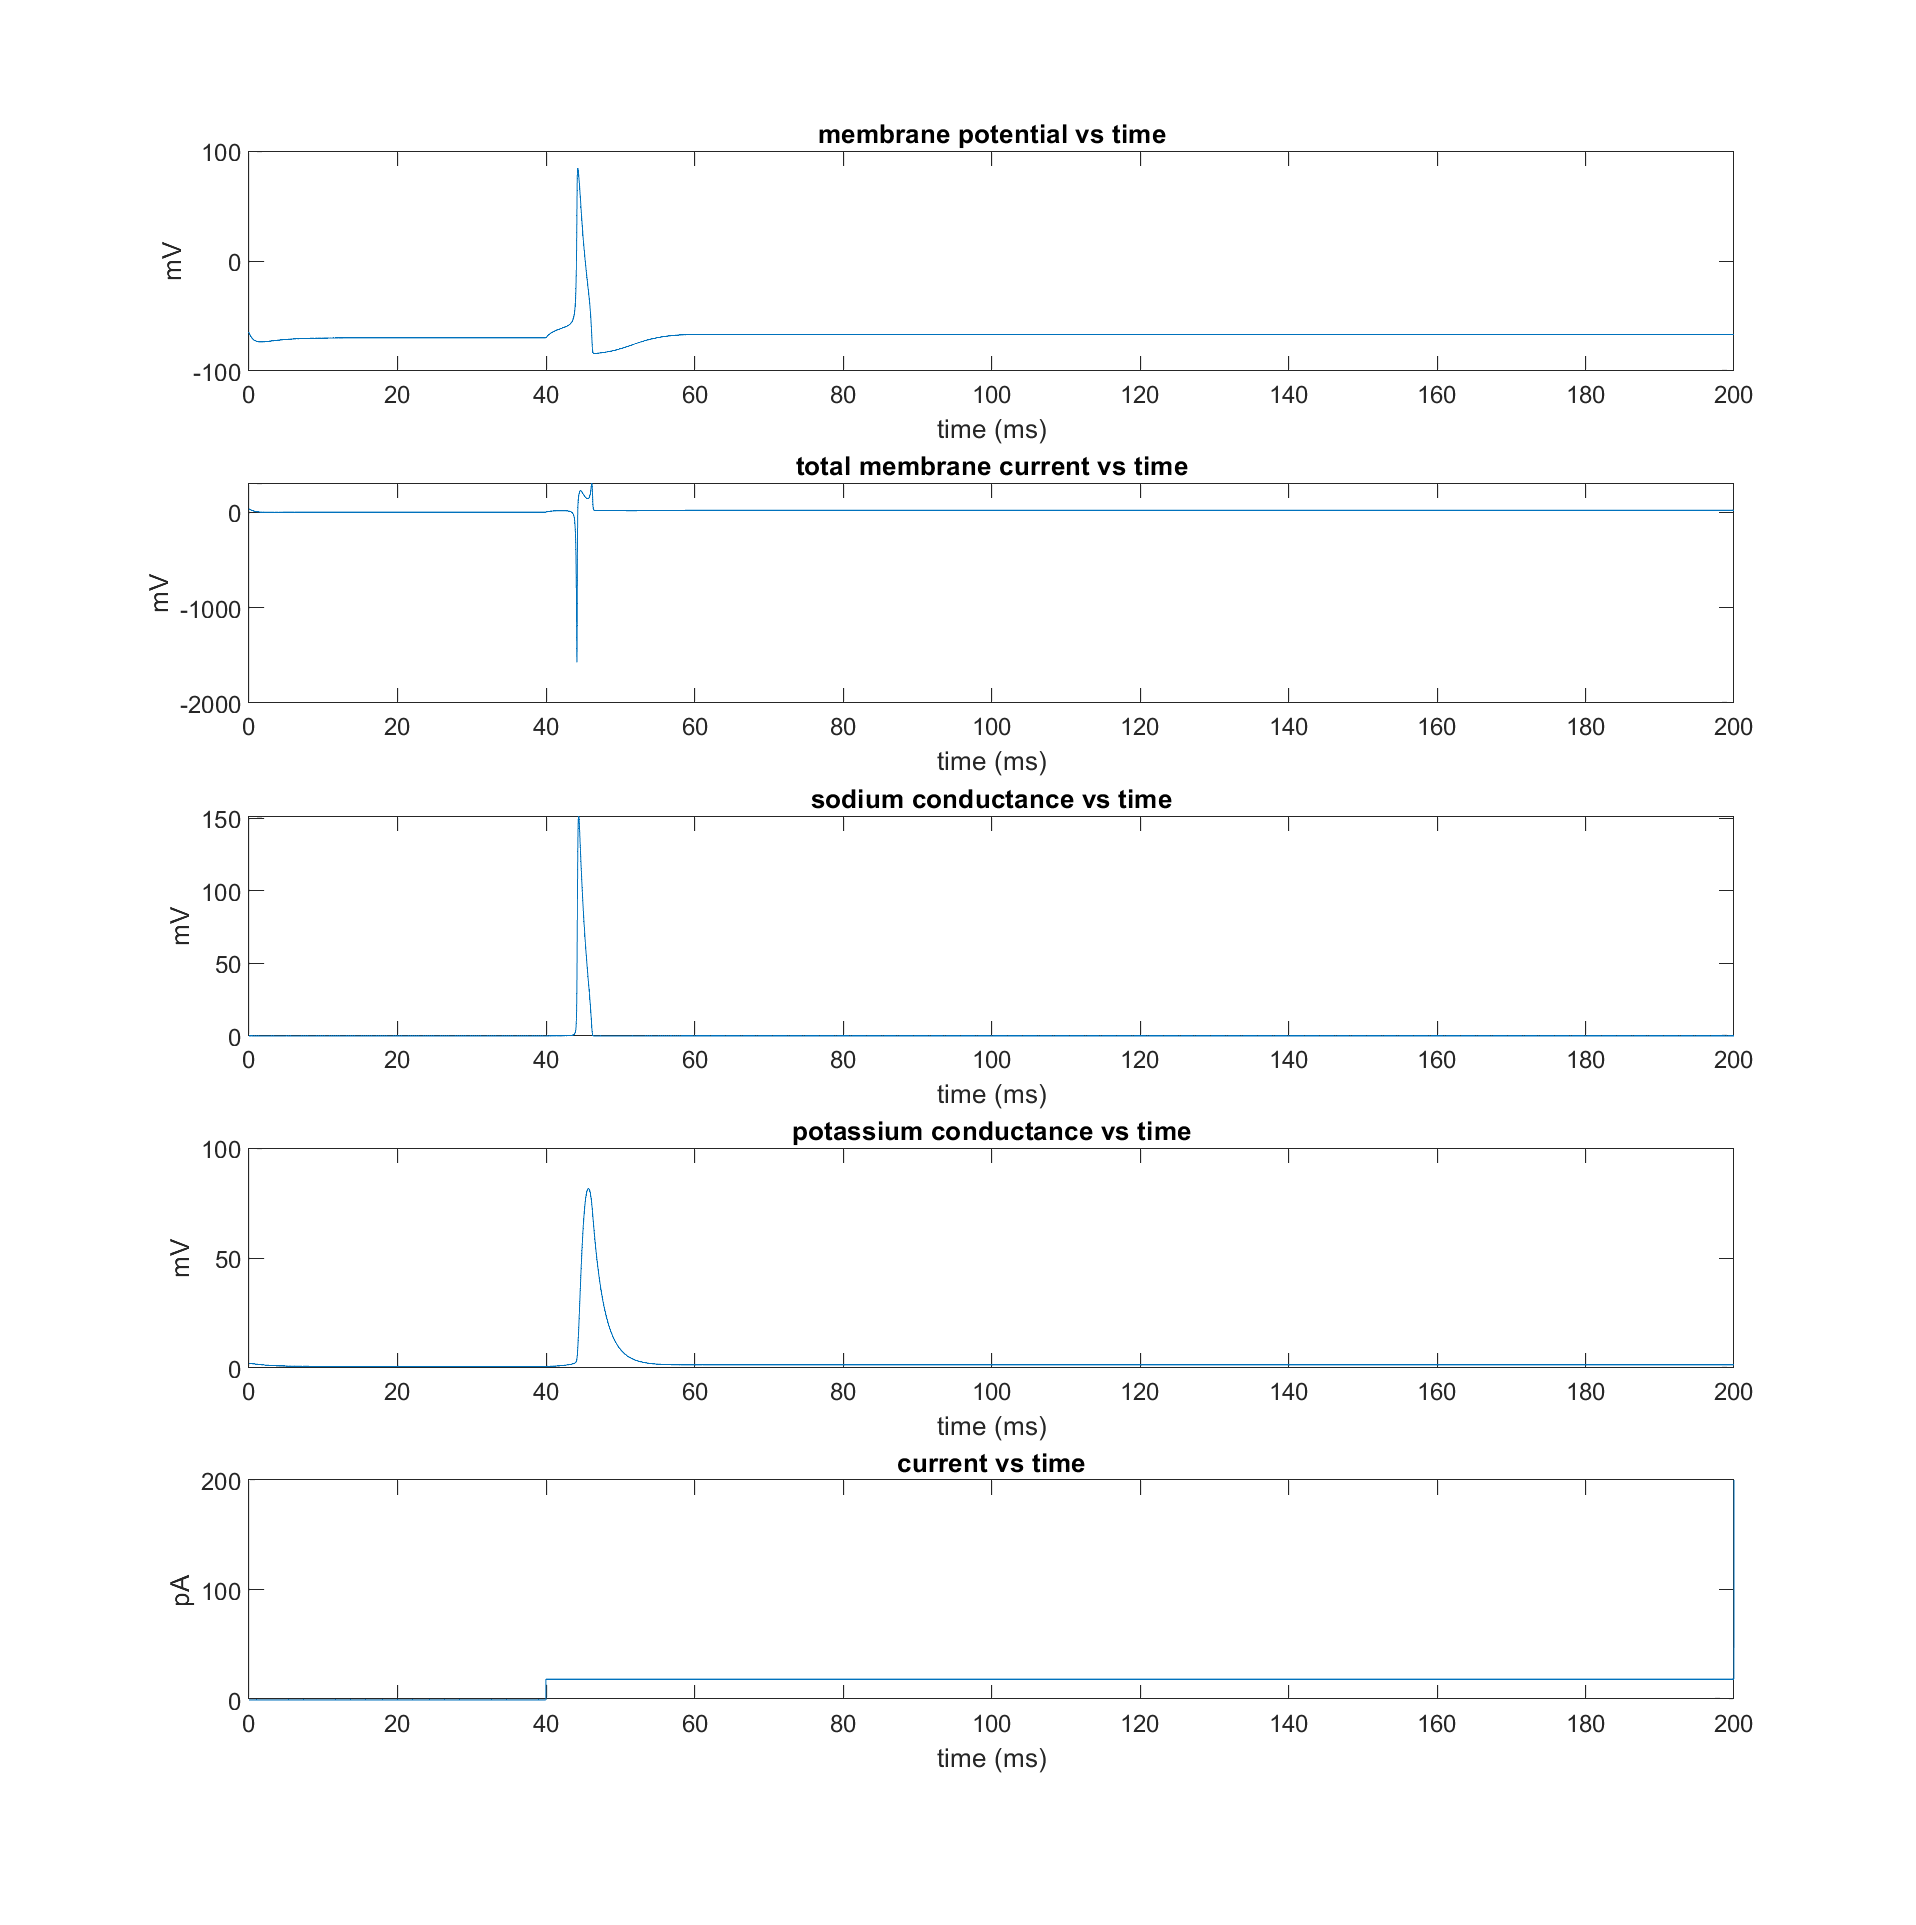 membrane potential vs time
100
0
-100
mV
0 20 40 60 80 100 120 140 160 180 200
time (ms)
total membrane current vs time
0
-1000
-2000
mV
0 20 40 60 80 100 120 140 160 180 200
time (ms)
sodium conductance vs time
150
100
50
0
mV
0 20 40 60 80 100 120 140 160 180 200
time (ms)
potassium conductance vs time
100
50
0
mV
0 20 40 60 80 100 120 140 160 180 200
time (ms)
current vs time
200
100
0
pA
0 20 40 60 80 100 120 140 160 180 200
time (ms)